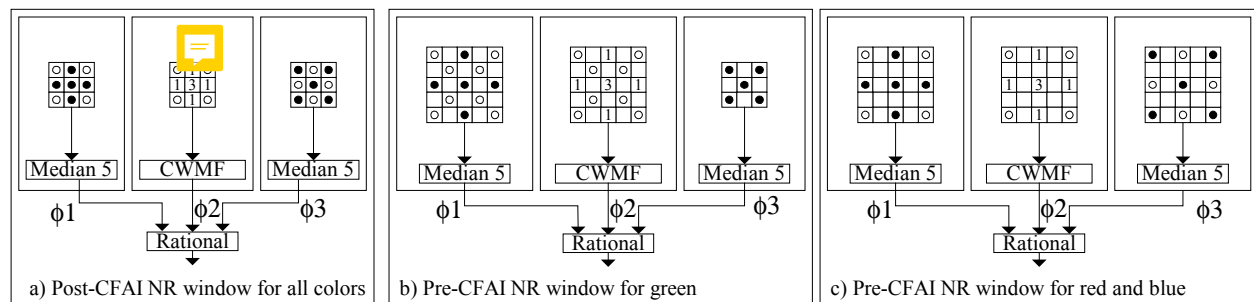 1
1 3 1
1
Median 5
CWMF
Median 5
ϕ1
ϕ2
ϕ3
Rational
a) Post-CFAI NR window for all colors
1
1 3 1
1
Median 5
CWMF
Median 5
ϕ1
ϕ2
ϕ3
Rational
b) Pre-CFAI NR window for green
1
1 3 1
1
Median 5
CWMF
Median 5
ϕ1
ϕ2
ϕ3
Rational
c) Pre-CFAI NR window for red and blue